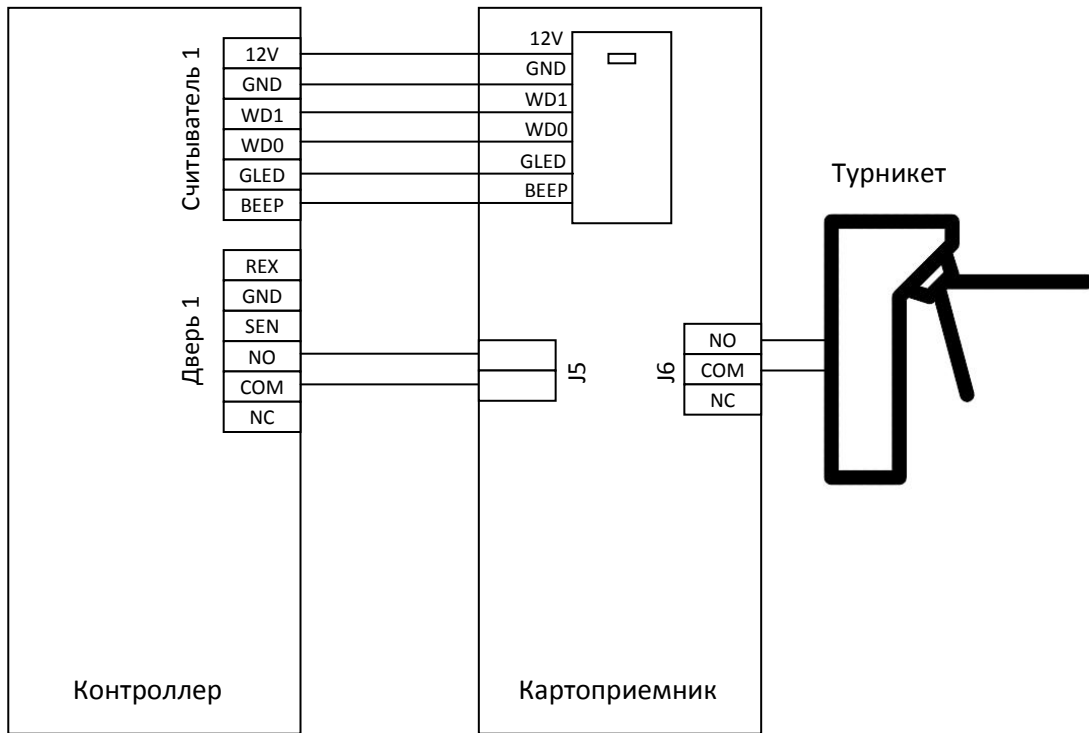 Считыватель 1
12V
GND
WD1
WD0
GLED
BEEP
Дверь 1
REX
GND
SEN
NO
COM
NC
Контроллер
12V
GND
WD1
WD0
GLED
BEEP
J5
J6
NO
COM
NC
Картоприемник
Турникет